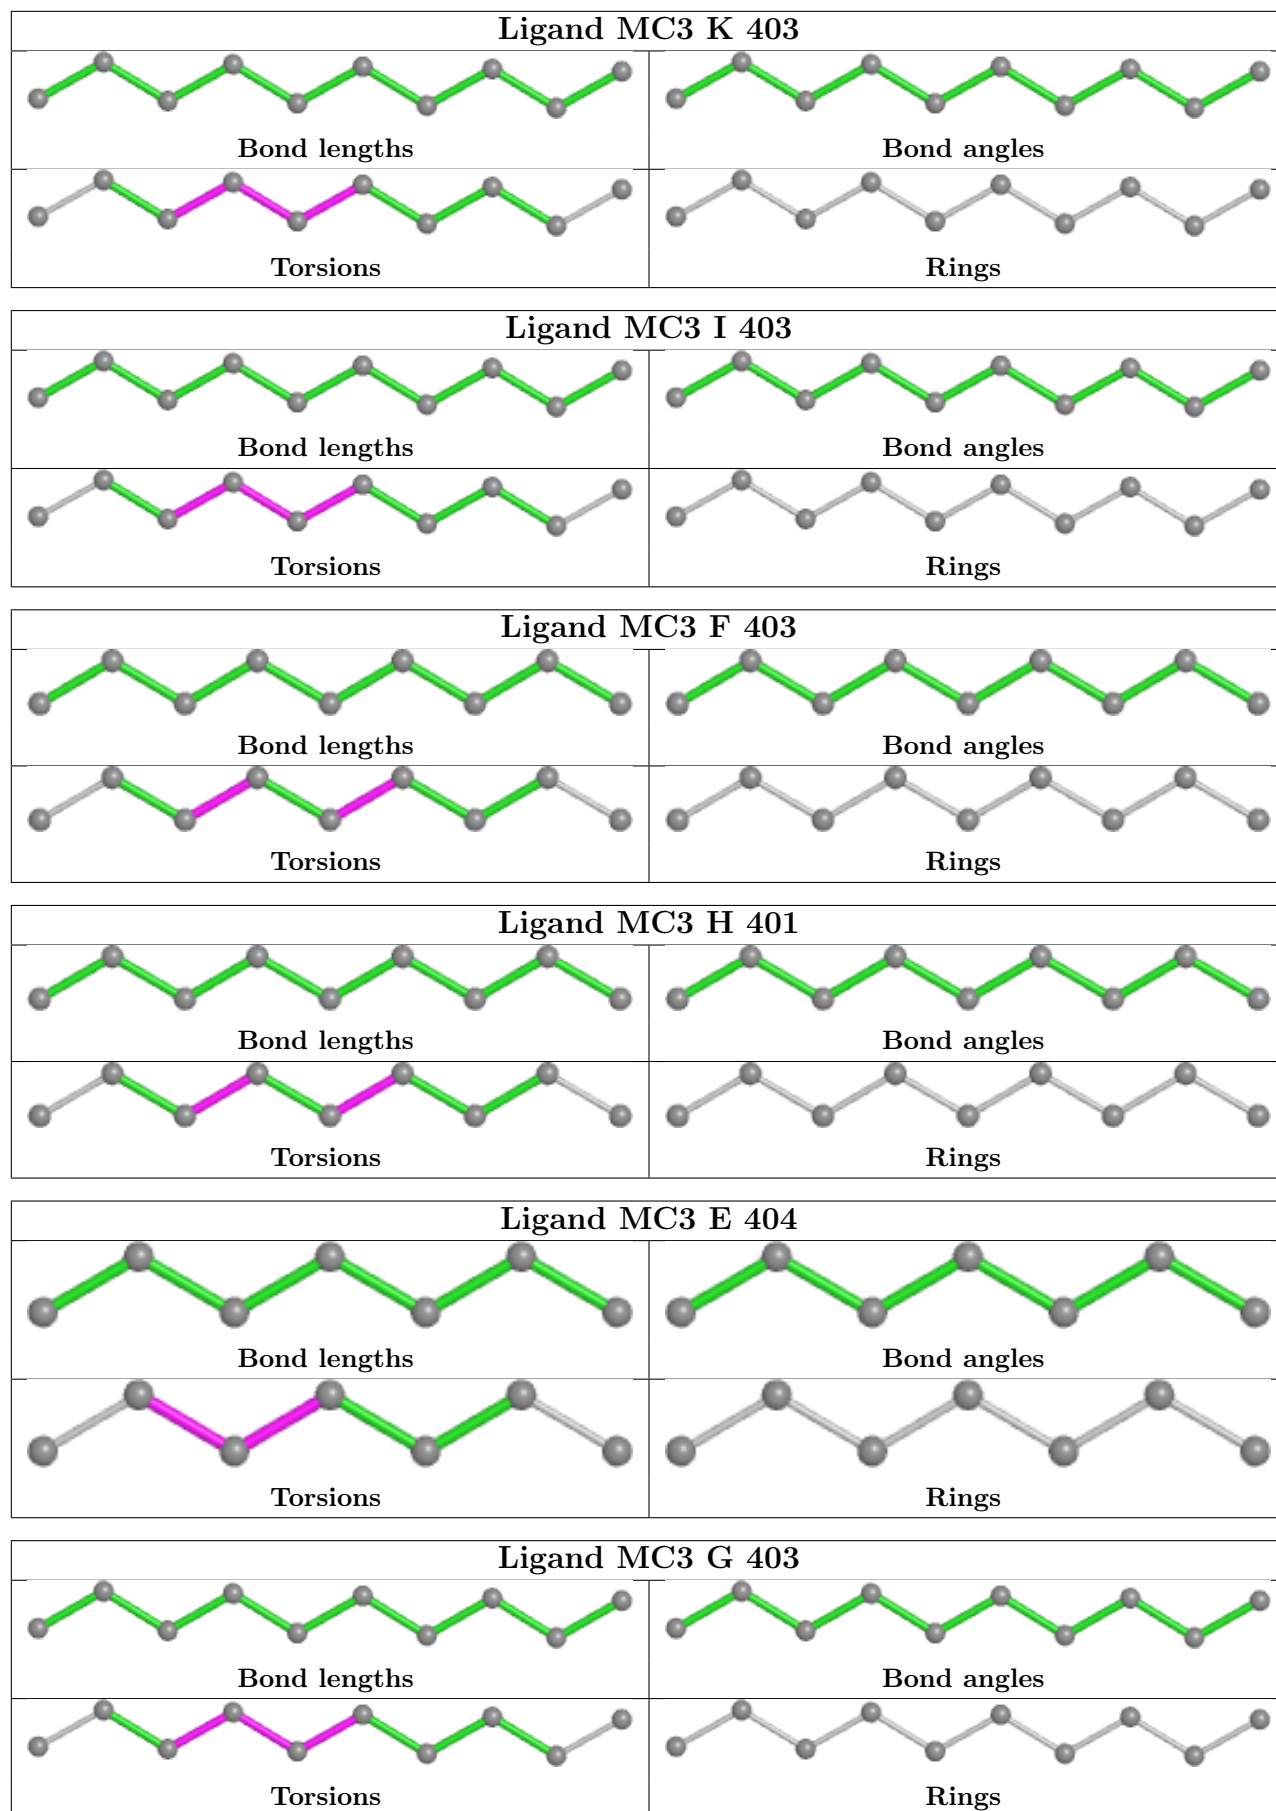 Ligand MC3 K 403
Bond lengths
Bond angles
Torsions
Rings
Ligand MC3 I 403
Bond lengths
Bond angles
Torsions
Rings
Ligand MC3 F 403
Bond lengths
Bond angles
Torsions
Rings
Ligand MC3 H 401
Bond lengths
Bond angles
Torsions
Rings
Ligand MC3 E 404
Bond lengths
Bond angles
Torsions
Rings
Ligand MC3 G 403
Bond lengths
Bond angles
Torsions
Rings